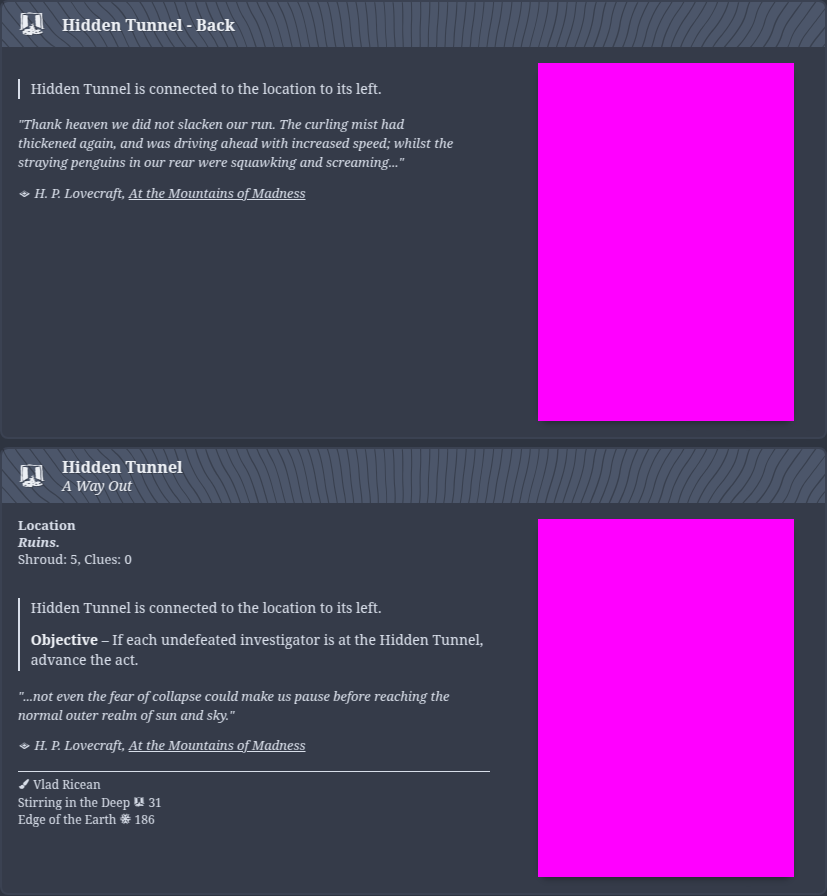 Hidden Tunnel - Back
Hidden Tunnel is connected to the location to its left.
"Thank heaven we did not slacken our run. The curling mist had
thickened again, and was driving ahead with increased speed; whilst the
straying penguins in our rear were squawking and screaming..."
H. P. Lovecraft, At the Mountains of Madness
Hidden Tunnel
A Way Out
Location
Ruins.
Shroud: 5, Clues: 0
Hidden Tunnel is connected to the location to its left.
Objective – If each undefeated investigator is at the Hidden Tunnel,
advance the act.
"...not even the fear of collapse could make us pause before reaching the
normal outer realm of sun and sky."
H. P. Lovecraft, At the Mountains of Madness
Vlad Ricean
Stirring in the Deep 31
Edge of the Earth 186